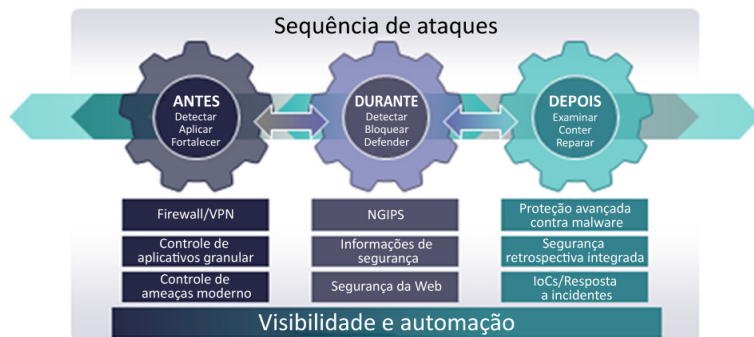 Sequência de ataques
ANTES
Detectar
Aplicar
Fortalecer
DURANTE
Detectar
Bloquear
Defender
DEPOIS
Examinar
Conter
Reparar
Firewall/VPN
Controle de
aplicativos granular
Controle de
ameaças moderno
NGIPS
Informações de
segurança
Segurança da Web
Proteção avançada
contra malware
Segurança
retrospectiva integrada
IoCs/Resposta
a incidentes
Visibilidade e automação